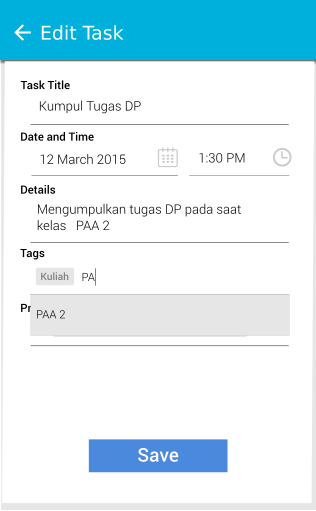 Edit Task
Task Title
Kumpul Tugas DP
Date and Time
12 March 2015 1:30 PM
Details
Mengumpulkan tugas DP pada saat
kelas PAA 2
Tags
Kuliah PA
PAA 2
Save